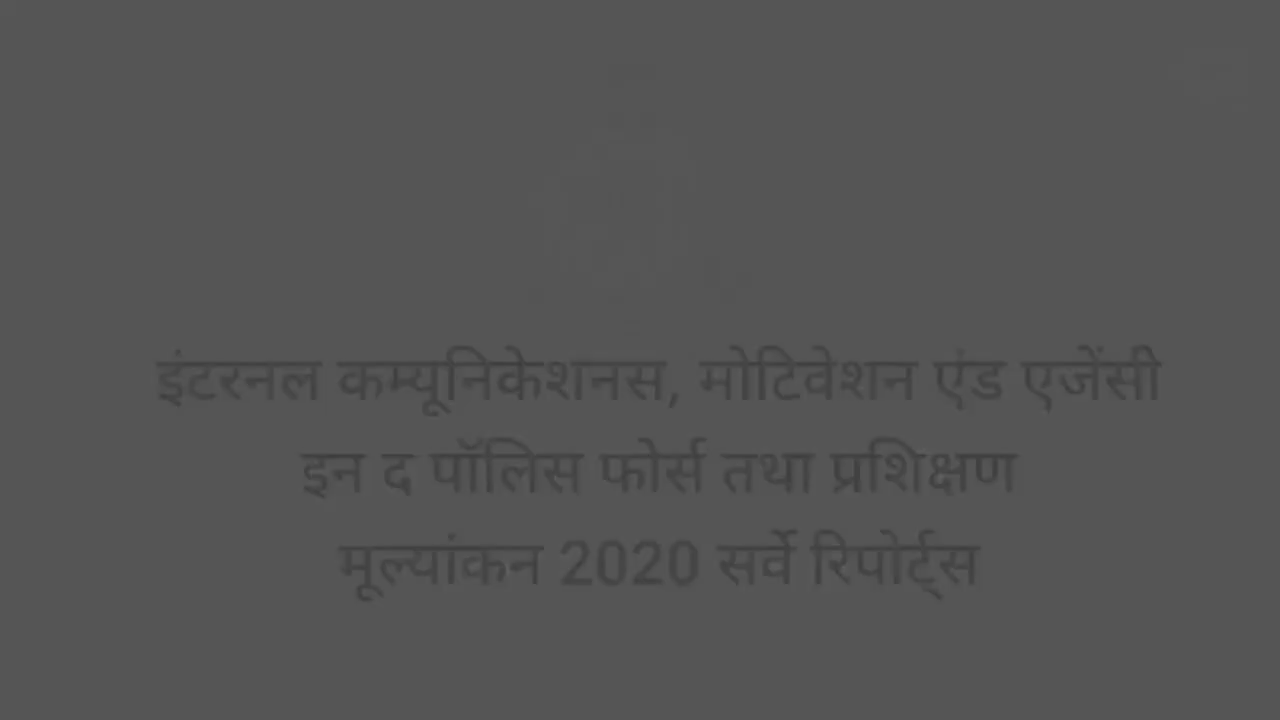 इंटरनल कम्यूनिकेशनस, मोटिवेशन एंड एजेंसी
इन द पॉलिस फोर्स तथा प्रशिक्षण
मूल्यांकन 2020 सर्वे रिपोर्ट्स